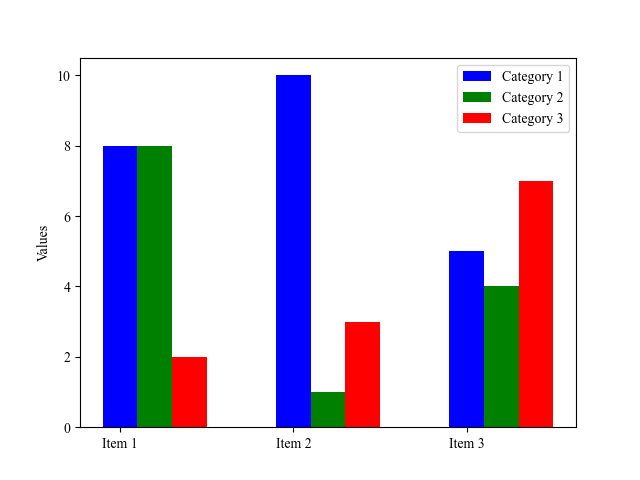 10
8
6
4
2
0
Values
Item 1
Item 2
Item 3
Category 1
Category 2
Category 3